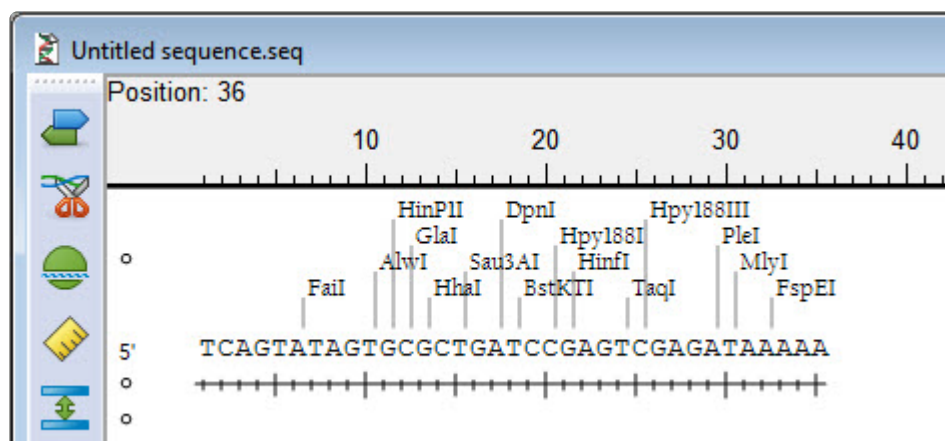 Untitled sequence.seq
Position: 36
10 20 30 40
HinP1I DpnI Hpy188III
GlaI Hpy188I PleI
AlwI Sau3AI HinfI MlyI
FaiI HhaI BstKTI TaqI FspEI
5' TCAGTATAGTGCGCTGATCCGAGTCGAGATAAAAA